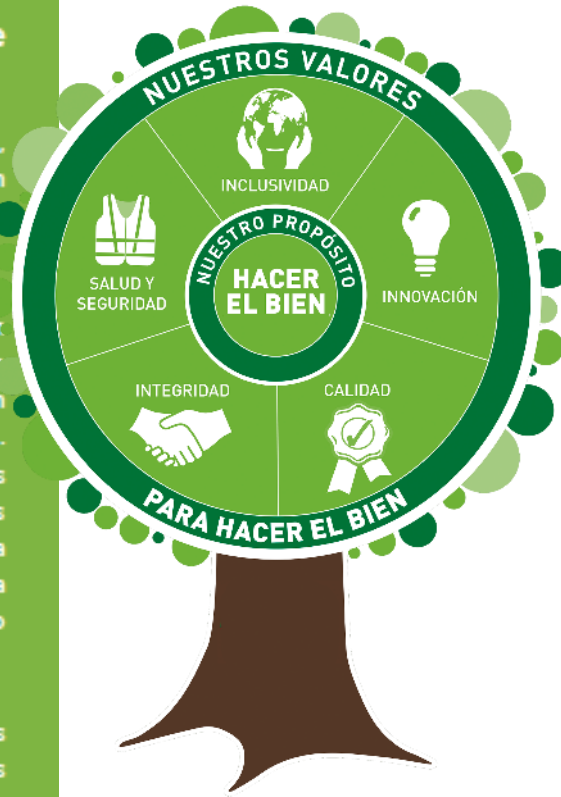 NUESTROS VALORES
INCLUSIVIDAD
SALUD Y
SEGURIDAD
NUESTRO PROPÓSITO
HACER
EL BIEN
INNOVACIÓN
INTEGRIDAD
CALIDAD
PARA HACER EL BIEN